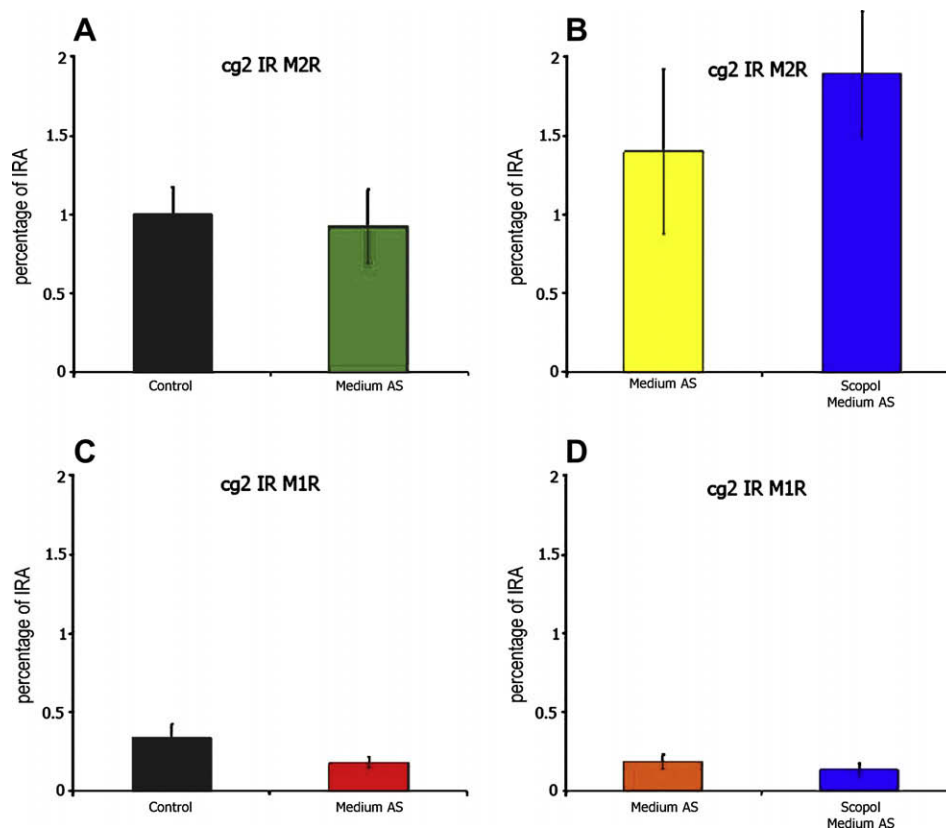 A
cg2 IR M2R
percentage of IRA
2
1.5
1
0.5
0
Control
Medium AS
B
cg2 IR M2R
percentage of IRA
2
1.5
1
0.5
0
Medium AS
Scopol
Medium AS
C
cg2 IR M1R
percentage of IRA
2
1.5
1
0.5
0
Control
Medium AS
D
cg2 IR M1R
percentage of IRA
2
1.5
1
0.5
0
Medium AS
Scopol
Medium AS